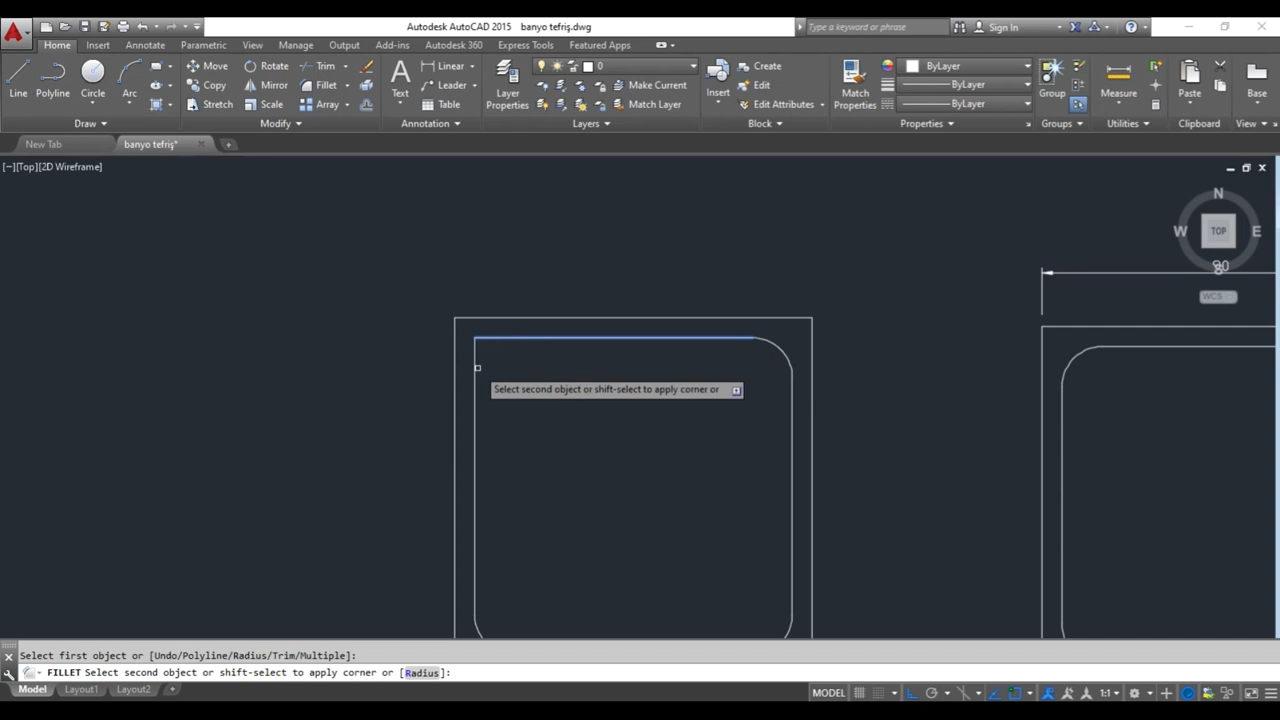 Autodesk AutoCAD 2015 banyo tefriş.dwg
Type a keyword or phrase
Sign In
Home Insert Annotate Parametric View Manage Output Add-ins Autodesk 360 Express Tools Featured Apps
Line Polyline Circle Arc
Move Rotate Trim
Copy Mirror Fillet
Stretch Scale Array
Text
Linear
Leader
Table
Layer Properties
0
Make Current
Match Layer
Insert
Create
Edit
Edit Attributes
Match Properties
ByLayer
ByLayer
ByLayer
Group
Measure
Paste
Base
Draw Modify Annotation Layers Block Properties Groups Utilities Clipboard View
New Tab banyo tefriş*
[−][Top][2D Wireframe]
N
W TOP E
90
WCS
Select second object or shift-select to apply corner or
Select first object or [Undo/Polyline/Radius/Trim/Multiple]:
FILLET Select second object or shift-select to apply corner or [Radius]:
Model Layout1 Layout2
MODEL 1:1